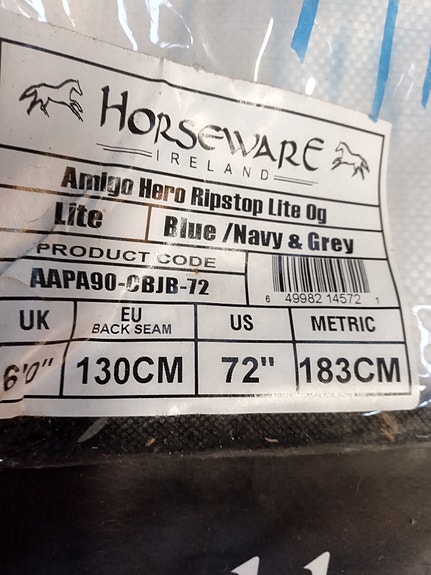 HORSEWARE
IRELAND
Amigo Hero Ripstop Lite 0g
Lite Blue /Navy & Grey
PRODUCT CODE
AAPA90-CBJB-72
6 49982 14572 1
UK EU BACK SEAM US METRIC
6'0" 130CM 72" 183CM